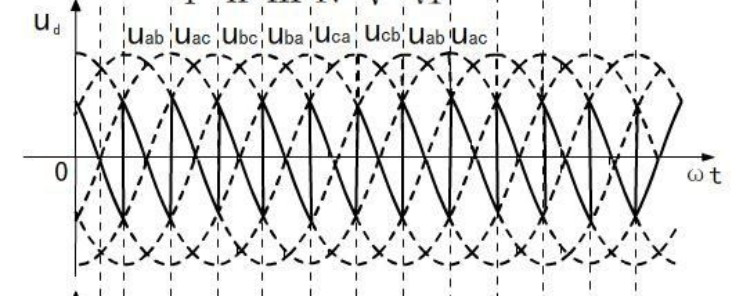 u_d
u_ab u_ac u_bc u_ba u_ca u_cb u_ab u_ac
0
ωt